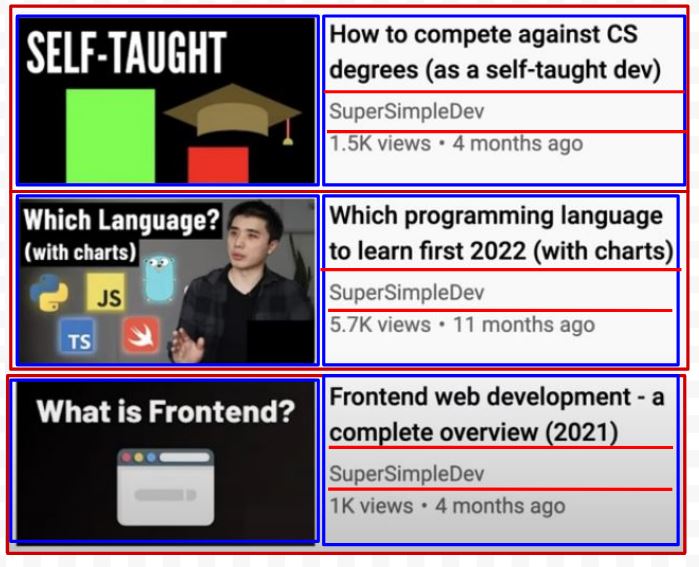 SELF-TAUGHT
How to compete against CS
degrees (as a self-taught dev)
SuperSimpleDev
1.5K views • 4 months ago
Which Language?
(with charts)
JS
TS
Which programming language
to learn first 2022 (with charts)
SuperSimpleDev
5.7K views • 11 months ago
What is Frontend?
Frontend web development - a
complete overview (2021)
SuperSimpleDev
1K views • 4 months ago